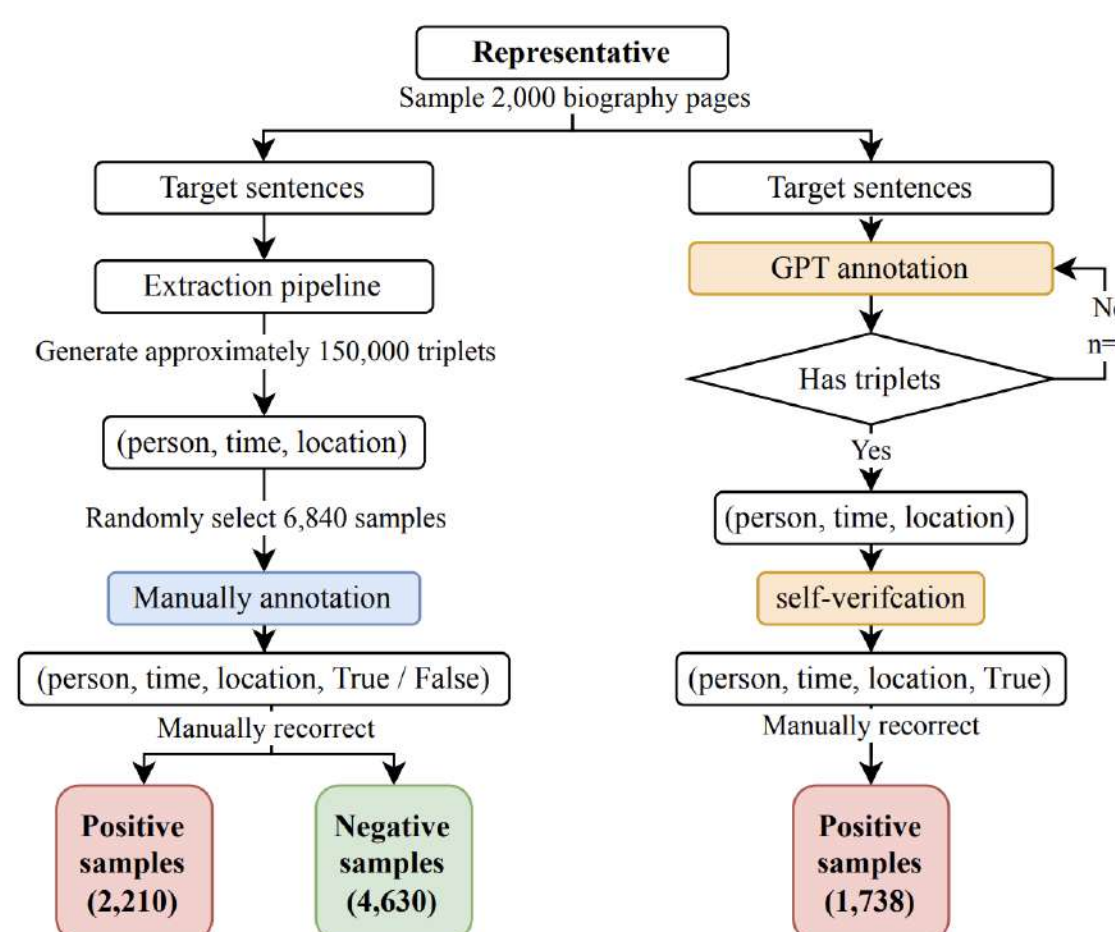 Representative
Sample 2,000 biography pages
Target sentences
Extraction pipeline
Generate approximately 150,000 triplets
(person, time, location)
Randomly select 6,840 samples
Manually annotation
(person, time, location, True / False)
Manually recorrect
Positive
samples
(2,210)
Negative
samples
(4,630)
Target sentences
GPT annotation
n=
Has triplets
Yes
(person, time, location)
self-verifcation
(person, time, location, True)
Manually recorrect
Positive
samples
(1,738)